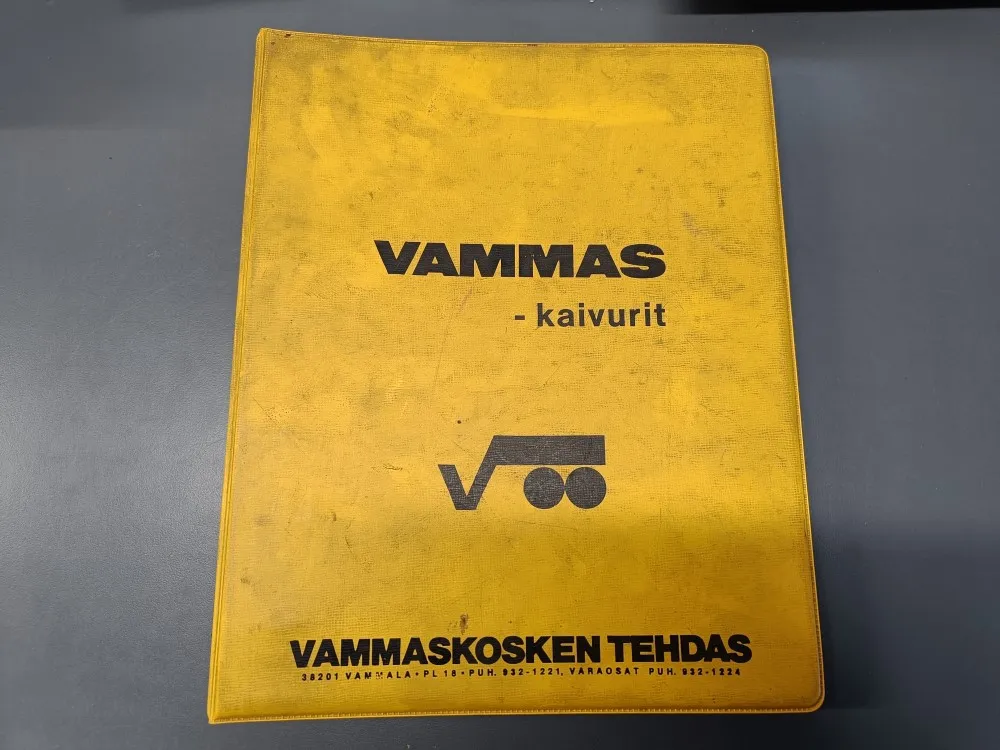 VAMMAS
- kaivurit
VAMMASKOSKEN TEHDAS
38201 VAMMALA • PL 18 • PUH. 932-1221, VARAOSAT PUH. 932-1224